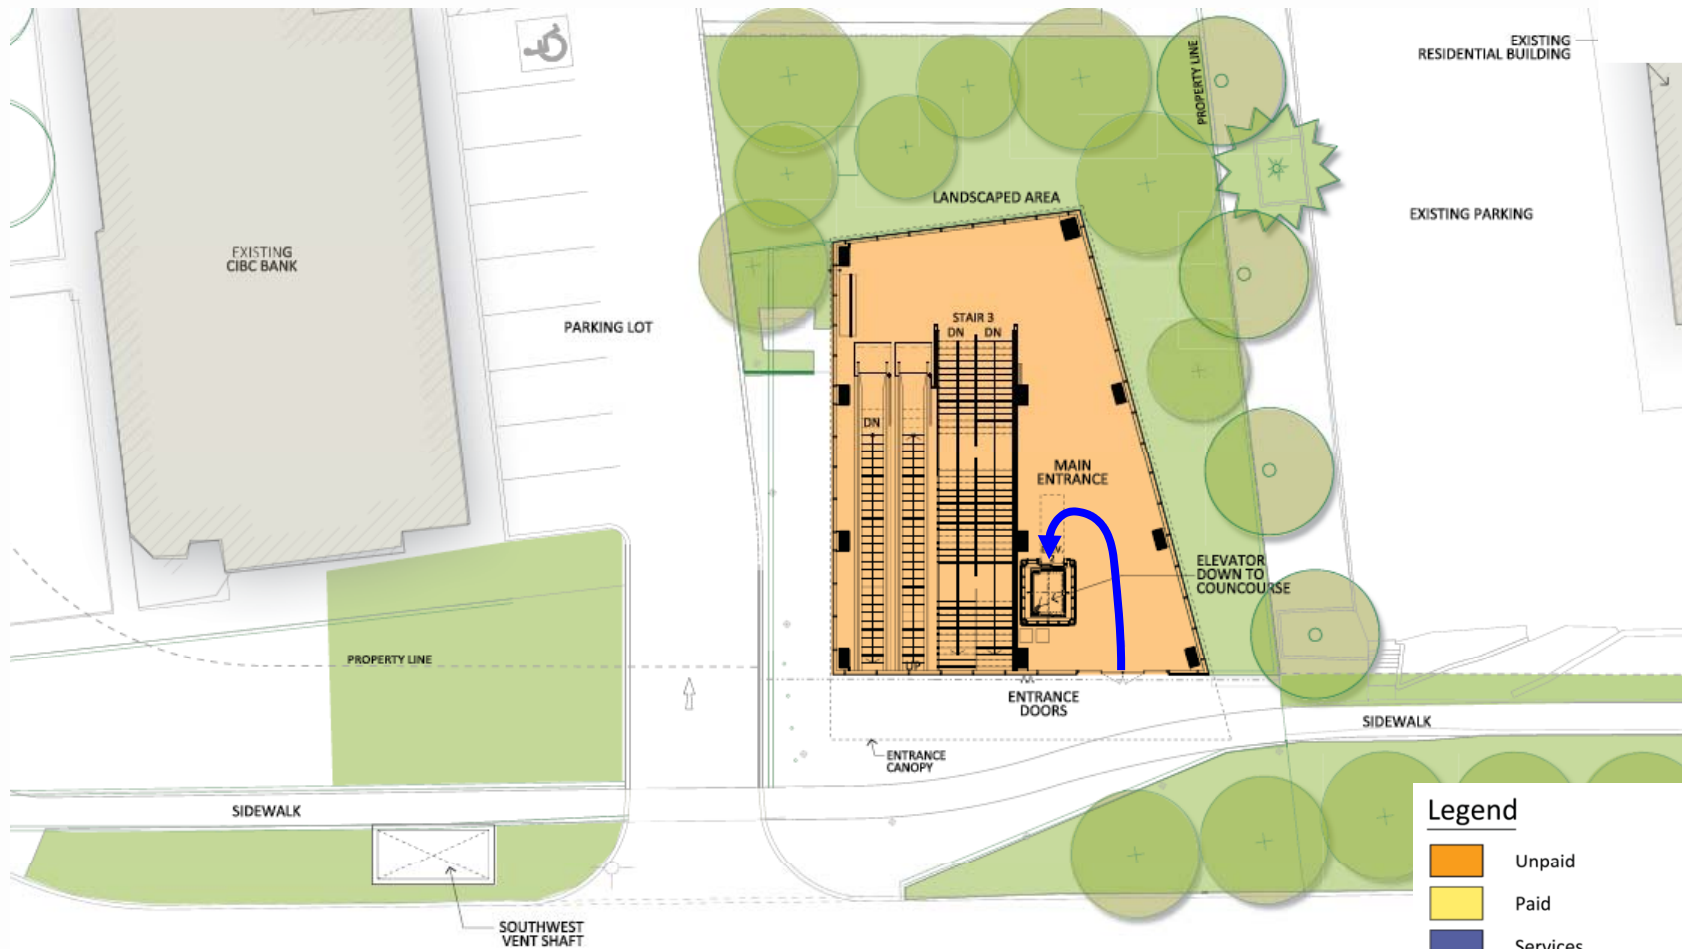 EXISTING
RESIDENTIAL BUILDING
PROPERTY LINE
LANDSCAPED AREA
EXISTING PARKING
EXISTING
CIBC BANK
PARKING LOT
STAIR 3
DN DN
DN
MAIN
ENTRANCE
ELEVATOR
DOWN TO
COUNCOURSE
PROPERTY LINE
UP
ENTRANCE
DOORS
SIDEWALK
ENTRANCE
CANOPY
SIDEWALK
Legend
Unpaid
Paid
Services
SOUTHWEST
VENT SHAFT